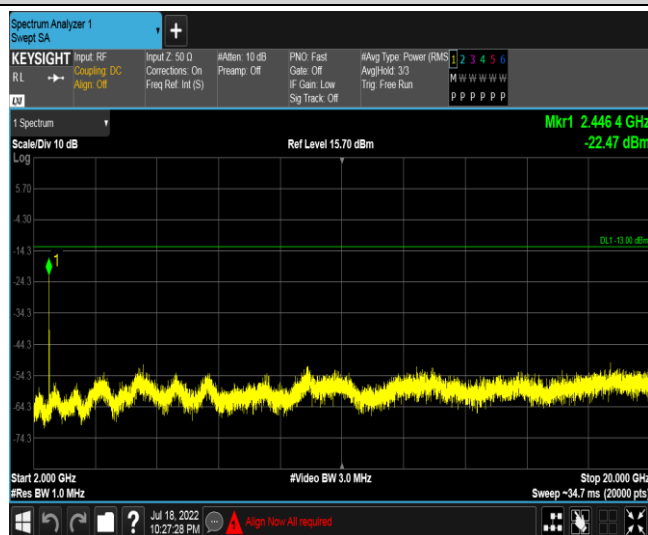 Spectrum Analyzer 1
Swept SA
+
KEYSIGHT
RL
LXI
Input: RF
Coupling: DC
Align: Off
Input Z: 50 Ω
Corrections: On
Freq Ref: Int (S)
#Atten: 10 dB
Preamp: Off
PNO: Fast
Gate: Off
IF Gain: Low
Sig Track: Off
#Avg Type: Power (RMS
Avg|Hold: 3/3
Trig: Free Run
1 2 3 4 5 6
M W W W W W
P P P P P P
1 Spectrum
Mkr1 2.446 4 GHz
Scale/Div 10 dB
Ref Level 15.70 dBm
-22.47 dBm
Log
5.70
-4.30
DL1 -13.00 dBm
-14.3
1
-24.3
-34.3
-44.3
-54.3
-64.3
-74.3
Start 2.000 GHz
#Video BW 3.0 MHz
Stop 20.000 GHz
#Res BW 1.0 MHz
Sweep ~34.7 ms (20000 pts)
?
Jul 18, 2022
10:27:28 PM
Align Now All required